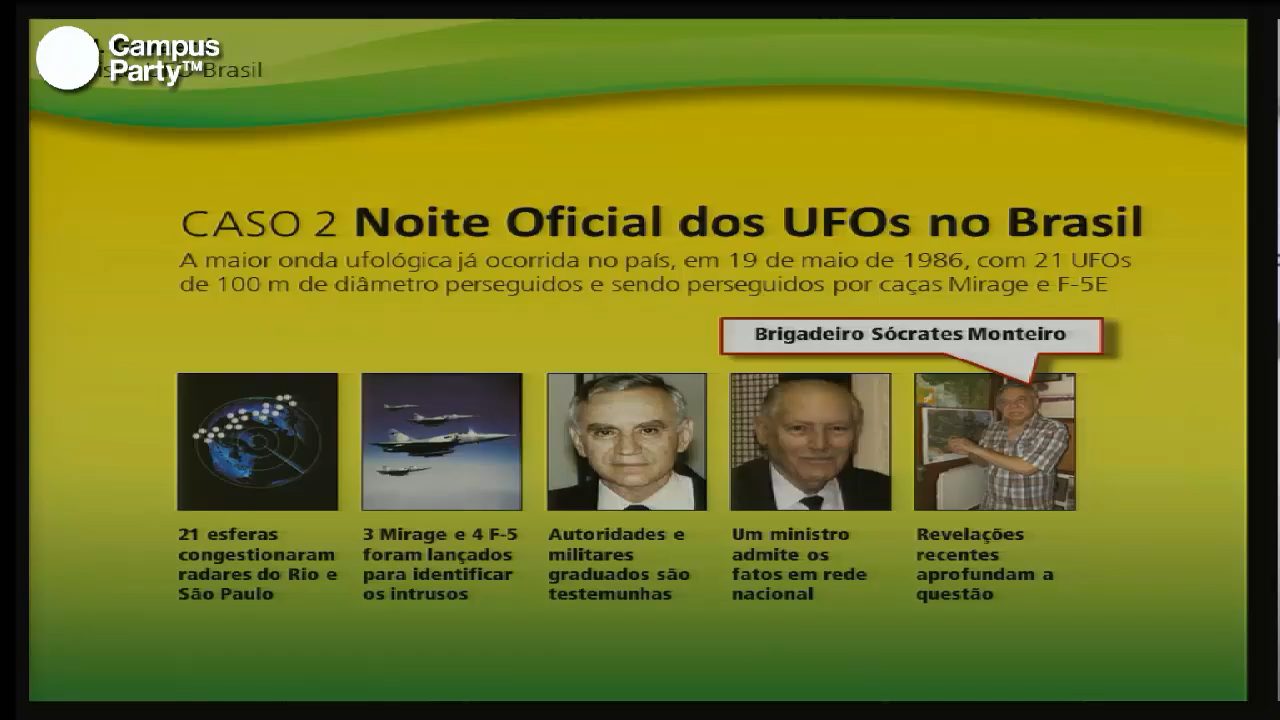 Campus
Party™
Brasil
CASO 2 Noite Oficial dos UFOs no Brasil
A maior onda ufológica já ocorrida no país, em 19 de maio de 1986, com 21 UFOs
de 100 m de diâmetro perseguidos e sendo perseguidos por caças Mirage e F-5E
Brigadeiro Sócrates Monteiro
21 esferas
congestionaram
radares do Rio e
São Paulo
3 Mirage e 4 F-5
foram lançados
para identificar
os intrusos
Autoridades e
militares
graduados são
testemunhas
Um ministro
admite os
fatos em rede
nacional
Revelações
recentes
aprofundam a
questão